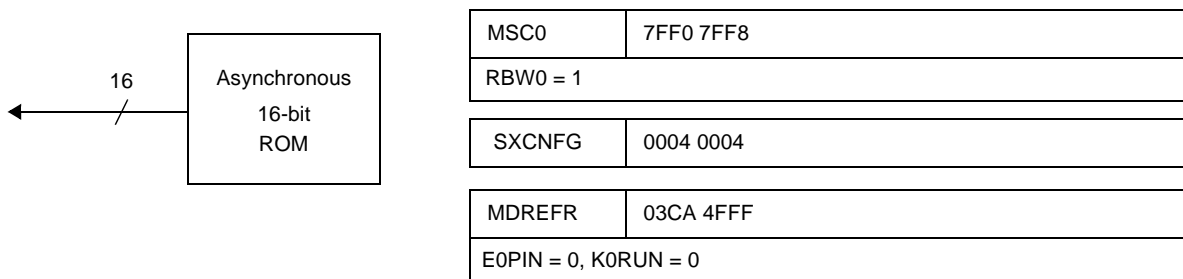 16
Asynchronous
16-bit
ROM
MSC0 7FF0 7FF8
RBW0 = 1
SXCNFG 0004 0004
MDREFR 03CA 4FFF
E0PIN = 0, K0RUN = 0